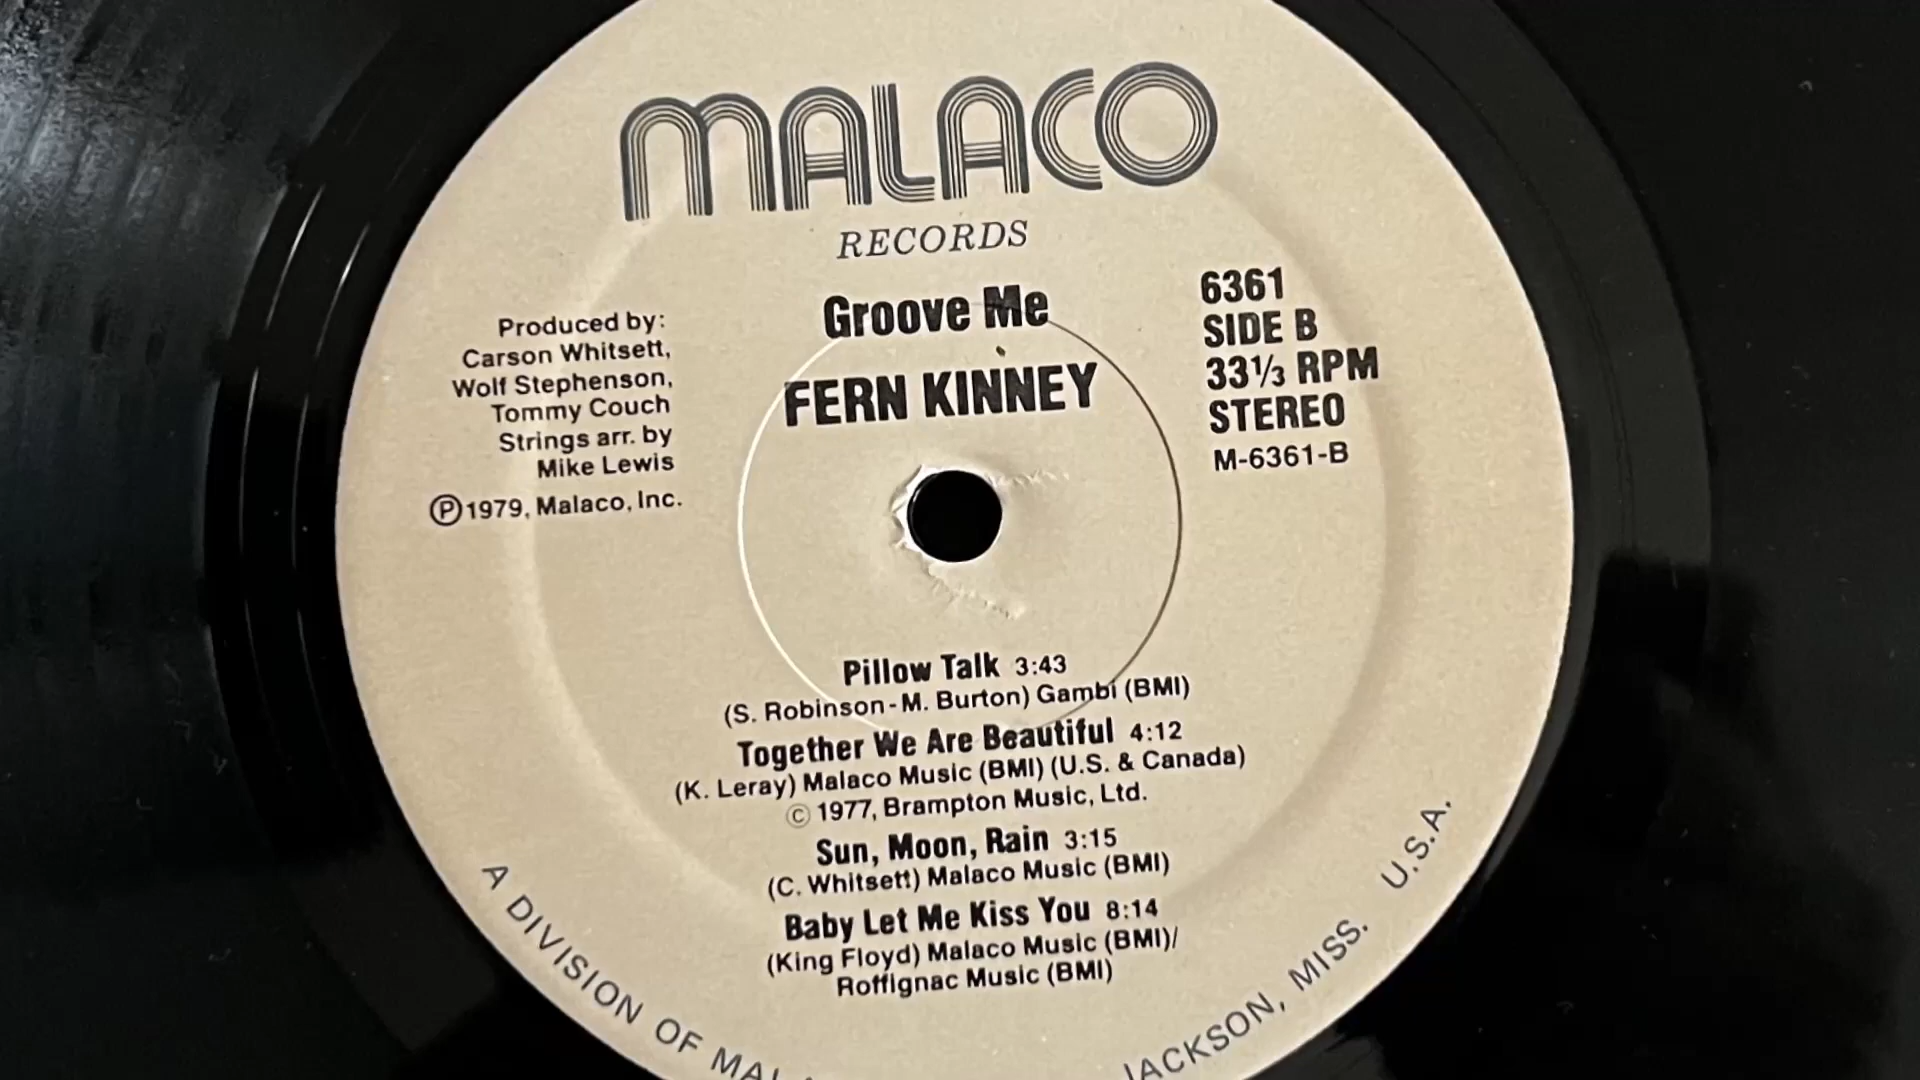 MALACO
RECORDS
Groove Me
FERN KINNEY
Produced by:
Carson Whitsett,
Wolf Stephenson,
Tommy Couch
Strings arr. by
Mike Lewis
Ⓟ1979, Malaco, Inc.
6361
SIDE B
33⅓ RPM
STEREO
M-6361-B
Pillow Talk 3:43
(S. Robinson-M. Burton) Gambi (BMI)
Together We Are Beautiful 4:12
(K. Leray) Malaco Music (BMI) (U.S. & Canada)
© 1977, Brampton Music, Ltd.
Sun, Moon, Rain 3:15
(C. Whitsett) Malaco Music (BMI)
Baby Let Me Kiss You 8:14
(King Floyd) Malaco Music (BMI)/
Roffignac Music (BMI)
A DIVISION OF
JACKSON, MISS. U.S.A.